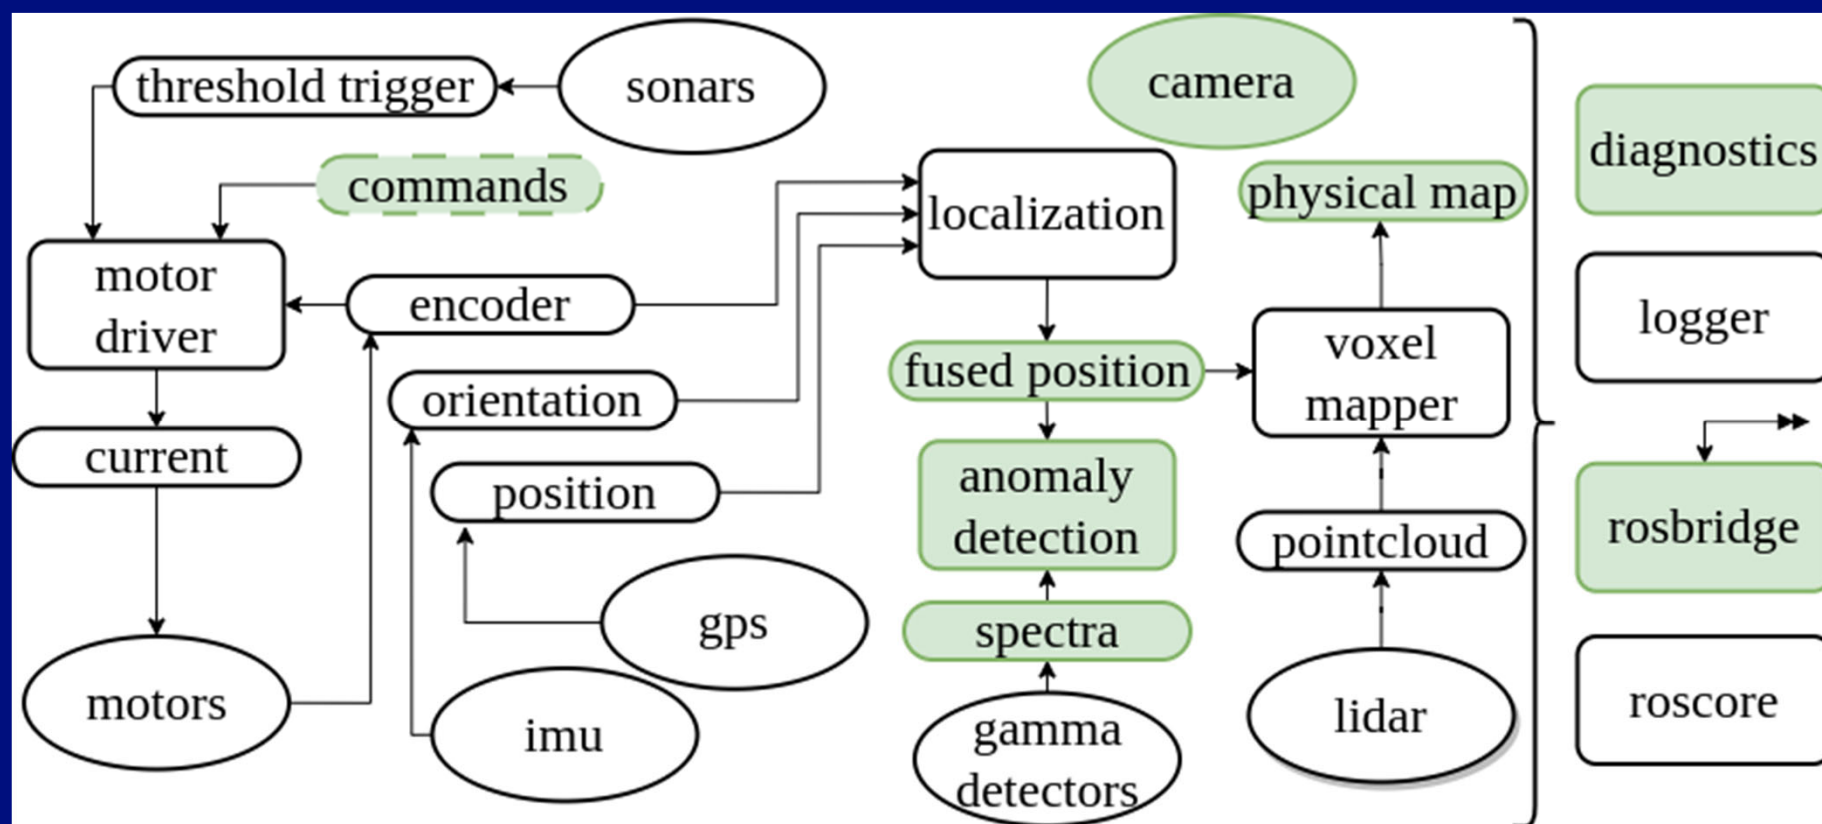 threshold trigger
sonars
camera
commands
localization
physical map
diagnostics
motor
driver
encoder
voxel
mapper
logger
orientation
fused position
current
position
anomaly
detection
pointcloud
rosbridge
gps
spectra
motors
imu
gamma
detectors
lidar
roscore